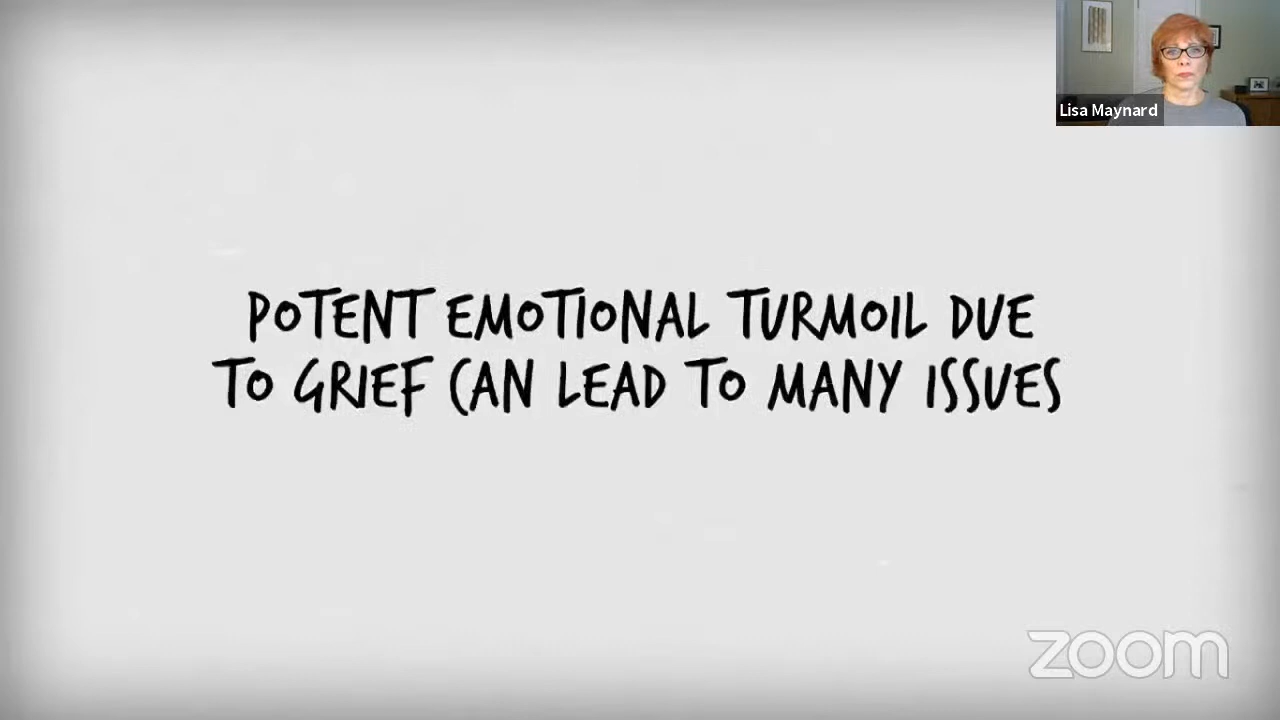 Lisa Maynard
POTENT EMOTIONAL TURMOIL DUE
TO GRIEF CAN LEAD TO MANY ISSUES
zoom